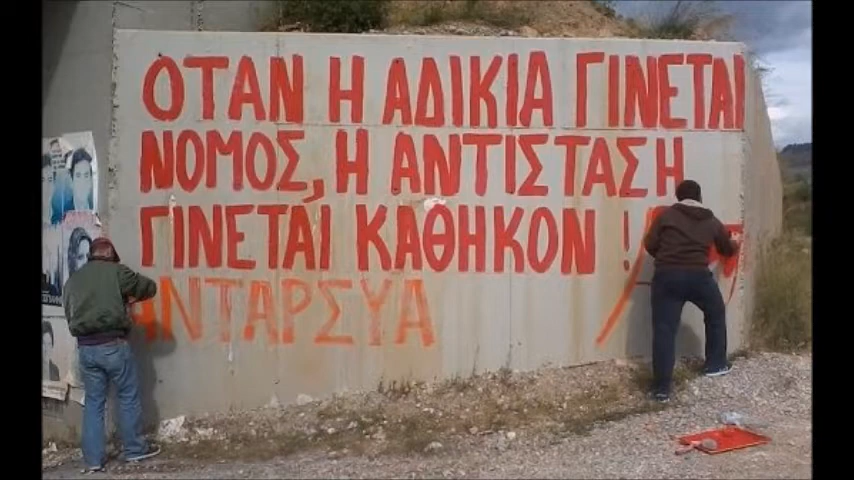 ΟΤΑΝ Η ΑΔΙΚΙΑ ΓΙΝΕΤΑΙ
ΝΟΜΟΣ, Η ΑΝΤΙΣΤΑΣΗ
ΓΙΝΕΤΑΙ ΚΑΘΗΚΟΝ !
ΑΝΤΑΡΣΥΑ